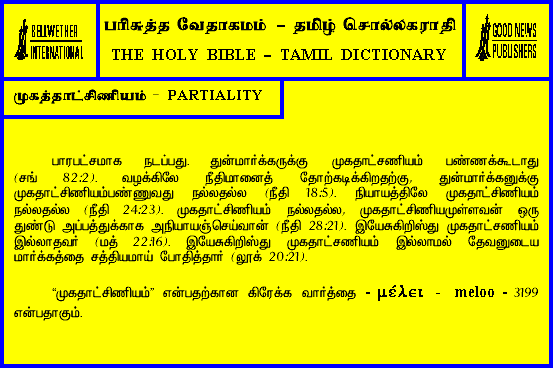 BELLWETHER
INTERNATIONAL
பரிசுத்த வேதாகமம் – தமிழ் சொல்லகராதி
THE HOLY BIBLE – TAMIL DICTIONARY
GOOD NEWS
PUBLISHERS
முகத்தாட்சிணியம் - PARTIALITY
பாரபட்சமாக நடப்பது. துன்மார்க்கருக்கு முகதாட்சணியம் பண்ணக்கூடாது
(சங் 82:2). வழக்கிலே நீதிமானைத் தோற்கடிக்கிறதற்கு, துன்மார்க்கனுக்கு
முகதாட்சிணியம்பண்ணுவது நல்லதல்ல (நீதி 18:5). நியாயத்திலே முகதாட்சிணியம்
நல்லதல்ல (நீதி 24:23). முகதாட்சிணியம் நல்லதல்ல, முகதாட்சிணியமுள்ளவன் ஒரு
துண்டு அப்பத்துக்காக அநியாயஞ்செய்வான் (நீதி 28:21). இயேசுகிறிஸ்து முகதாட்சணியம்
இல்லாதவர் (மத் 22:16). இயேசுகிறிஸ்து முகதாட்சணியம் இல்லாமல் தேவனுடைய
மார்க்கத்தை சத்தியமாய் போதித்தார் (லூக் 20:21).
“முகதாட்சிணியம்” என்பதற்கான கிரேக்க வார்த்தை - μέλει - meloo - 3199
என்பதாகும்.